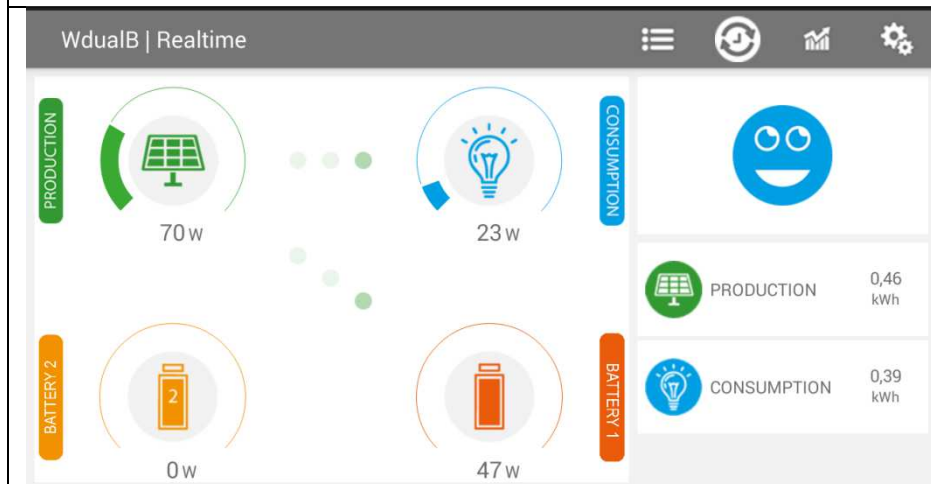 WdualB | Realtime
PRODUCTION
70 W
CONSUMPTION
23 W
BATTERY 2
2
0 W
BATTERY 1
47 W
PRODUCTION
0,46
kWh
CONSUMPTION
0,39
kWh